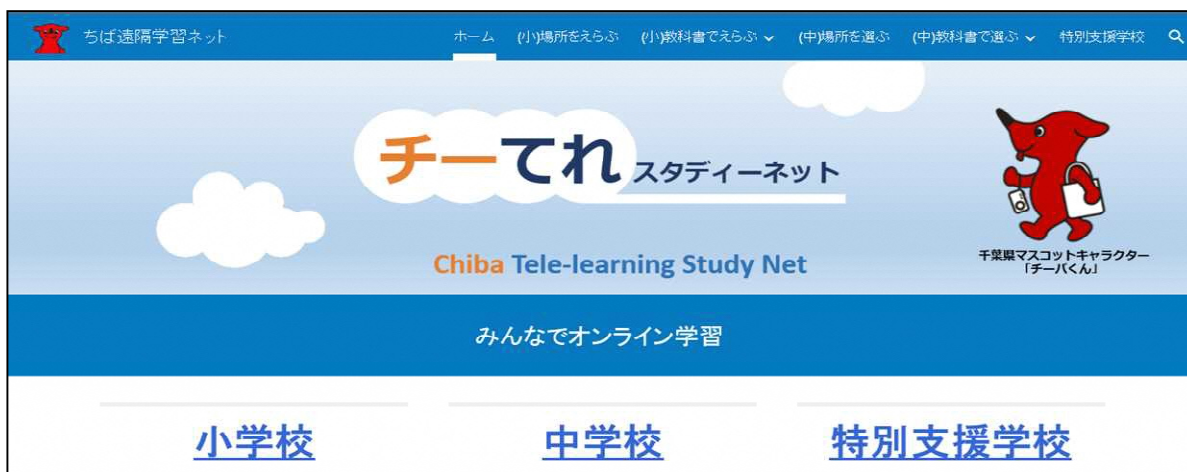 ちば遠隔学習ネット ホーム (小)場所をえらぶ (小)教科書でえらぶ (中)場所を選ぶ (中)教科書で選ぶ 特別支援学校
チーてれ スタディーネット
Chiba Tele-learning Study Net
千葉県マスコットキャラクター
「チーバくん」
みんなでオンライン学習
小学校 中学校 特別支援学校